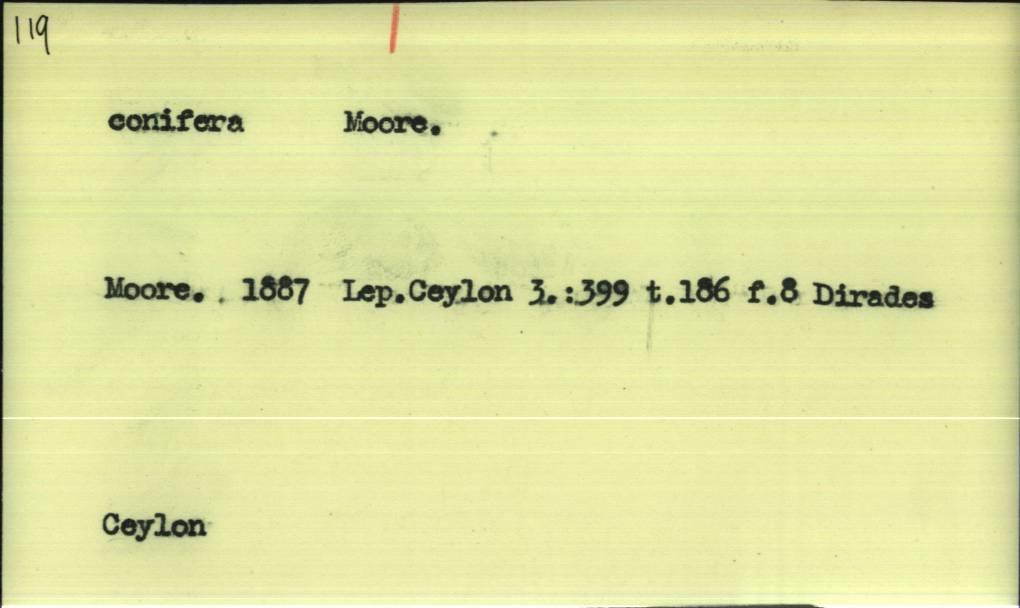 119
conifera Moore.
Moore. 1887 Lep.Ceylon 3.:399 t.186 f.8 Dirades
Ceylon